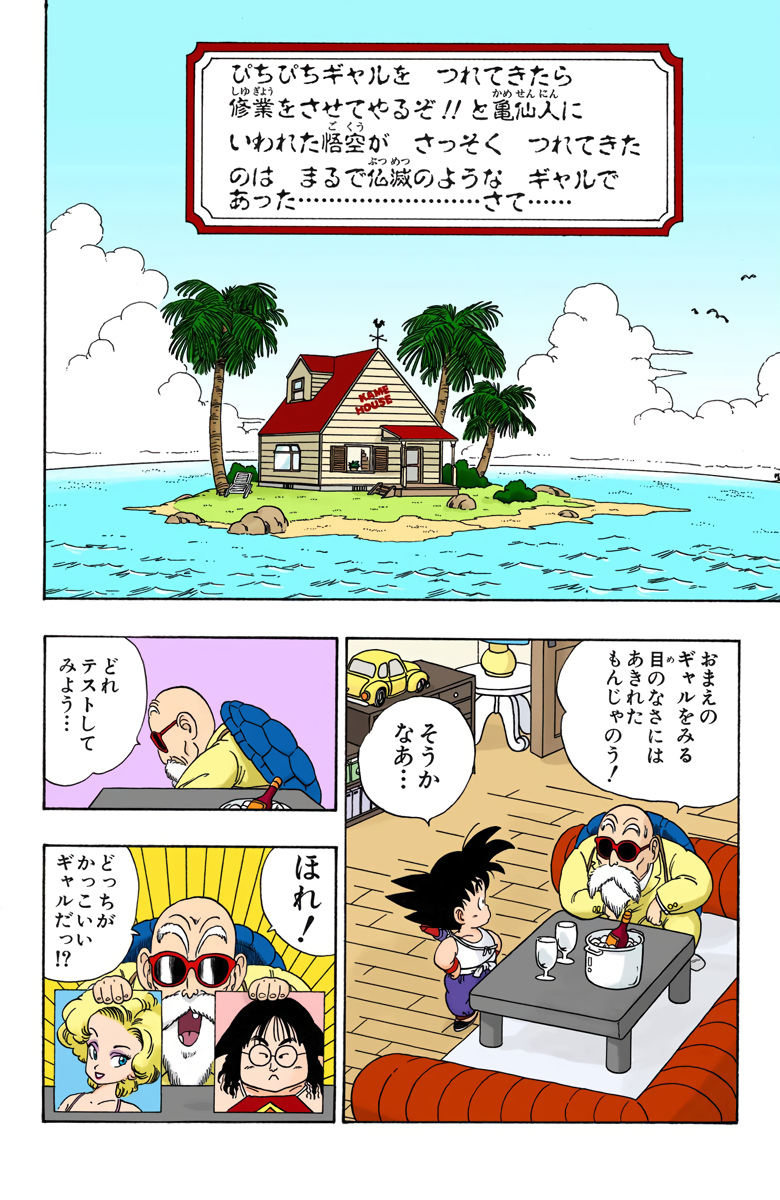 ぴちぴちギャルを つれてきたら
修業をさせてやるぞ!!と亀仙人に
いわれた悟空が さっそく つれてきた
のは まるで仏滅のような ギャルで
あった……………………さて……
KAME
HOUSE
おまえの
ギャルをみる
目のなさには
あきれた
もんじゃのう!
そうか
なあ…
どれ
テストして
みよう…
ほれ!
どっちが
かっこいい
ギャルだっ!?